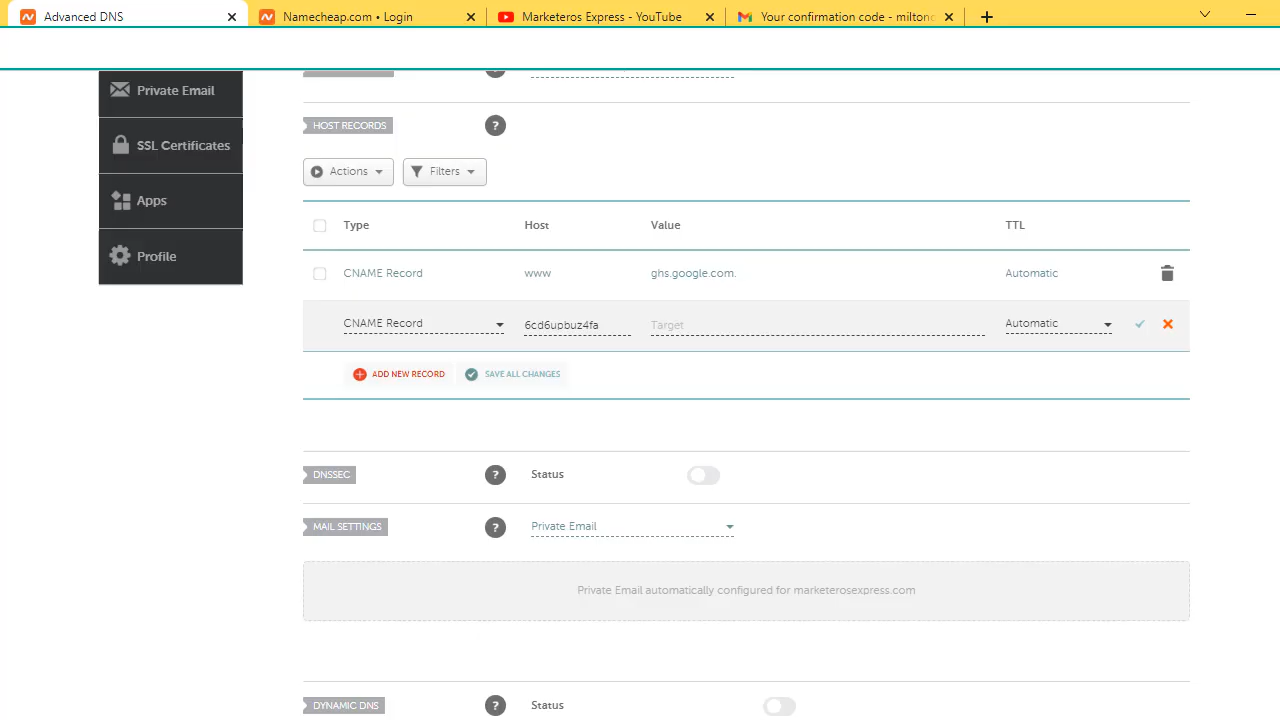 Advanced DNS
Namecheap.com • Login
Marketeros Express - YouTube
Your confirmation code - miltonc
Private Email
SSL Certificates
Apps
Profile
HOST RECORDS ?
Actions Filters
Type Host Value TTL
CNAME Record www ghs.google.com. Automatic
CNAME Record 6cd6upbuz4fa Target Automatic
ADD NEW RECORD SAVE ALL CHANGES
DNSSEC ? Status
MAIL SETTINGS ? Private Email
Private Email automatically configured for marketerosexpress.com
DYNAMIC DNS ? Status